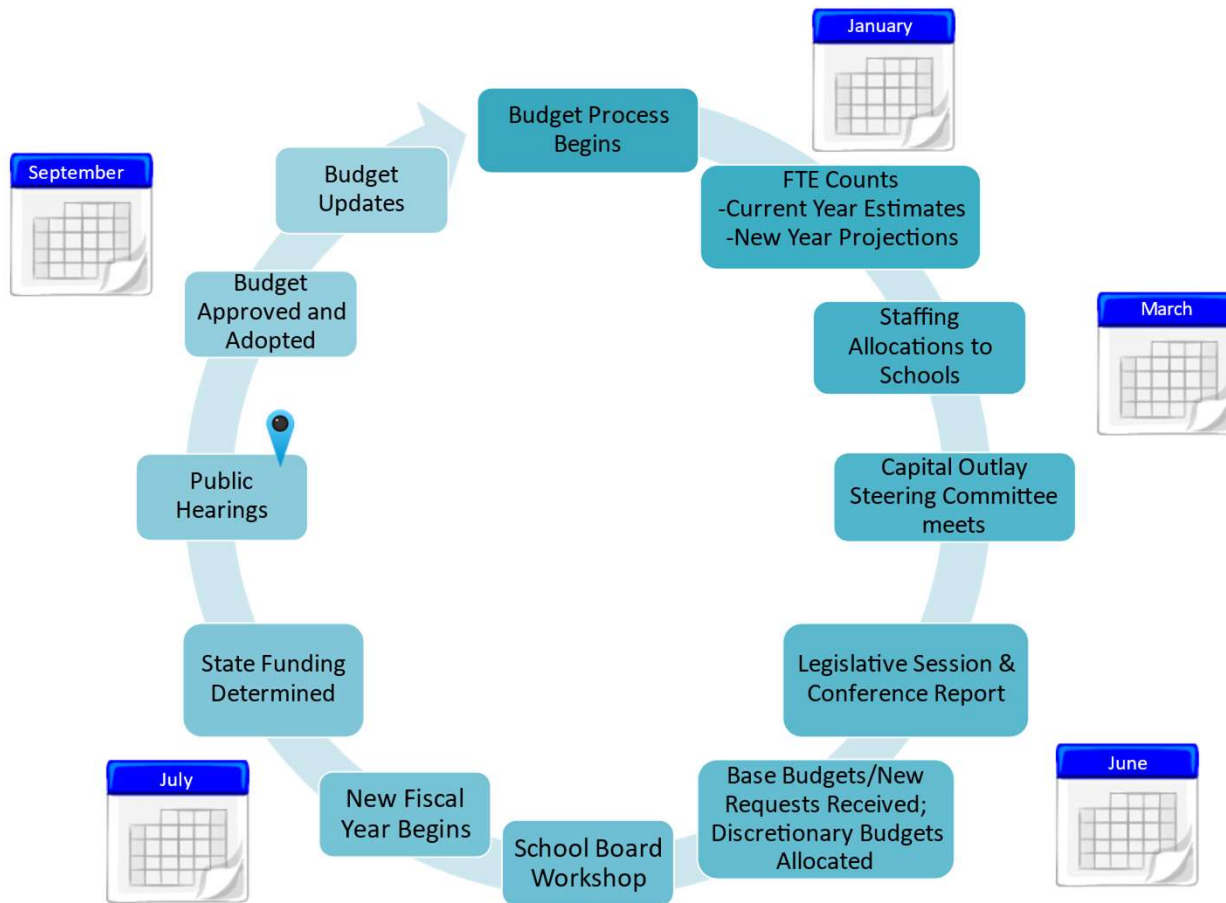 January
Budget Process
Begins
FTE Counts
-Current Year Estimates
-New Year Projections
March
Staffing
Allocations to
Schools
Capital Outlay
Steering Committee
meets
Legislative Session &
Conference Report
June
Base Budgets/New
Requests Received;
Discretionary Budgets
Allocated
School Board
Workshop
New Fiscal
Year Begins
July
State Funding
Determined
Public
Hearings
Budget
Approved and
Adopted
September
Budget
Updates